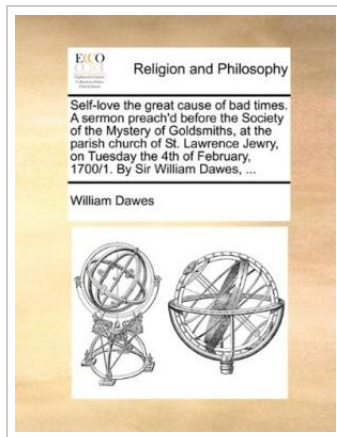 ECCO
Religion and Philosophy
Self-love the great cause of bad times.
A sermon preach'd before the Society
of the Mystery of Goldsmiths, at the
parish church of St. Lawrence Jewry,
on Tuesday the 4th of February,
1700/1. By Sir William Dawes, ...
William Dawes